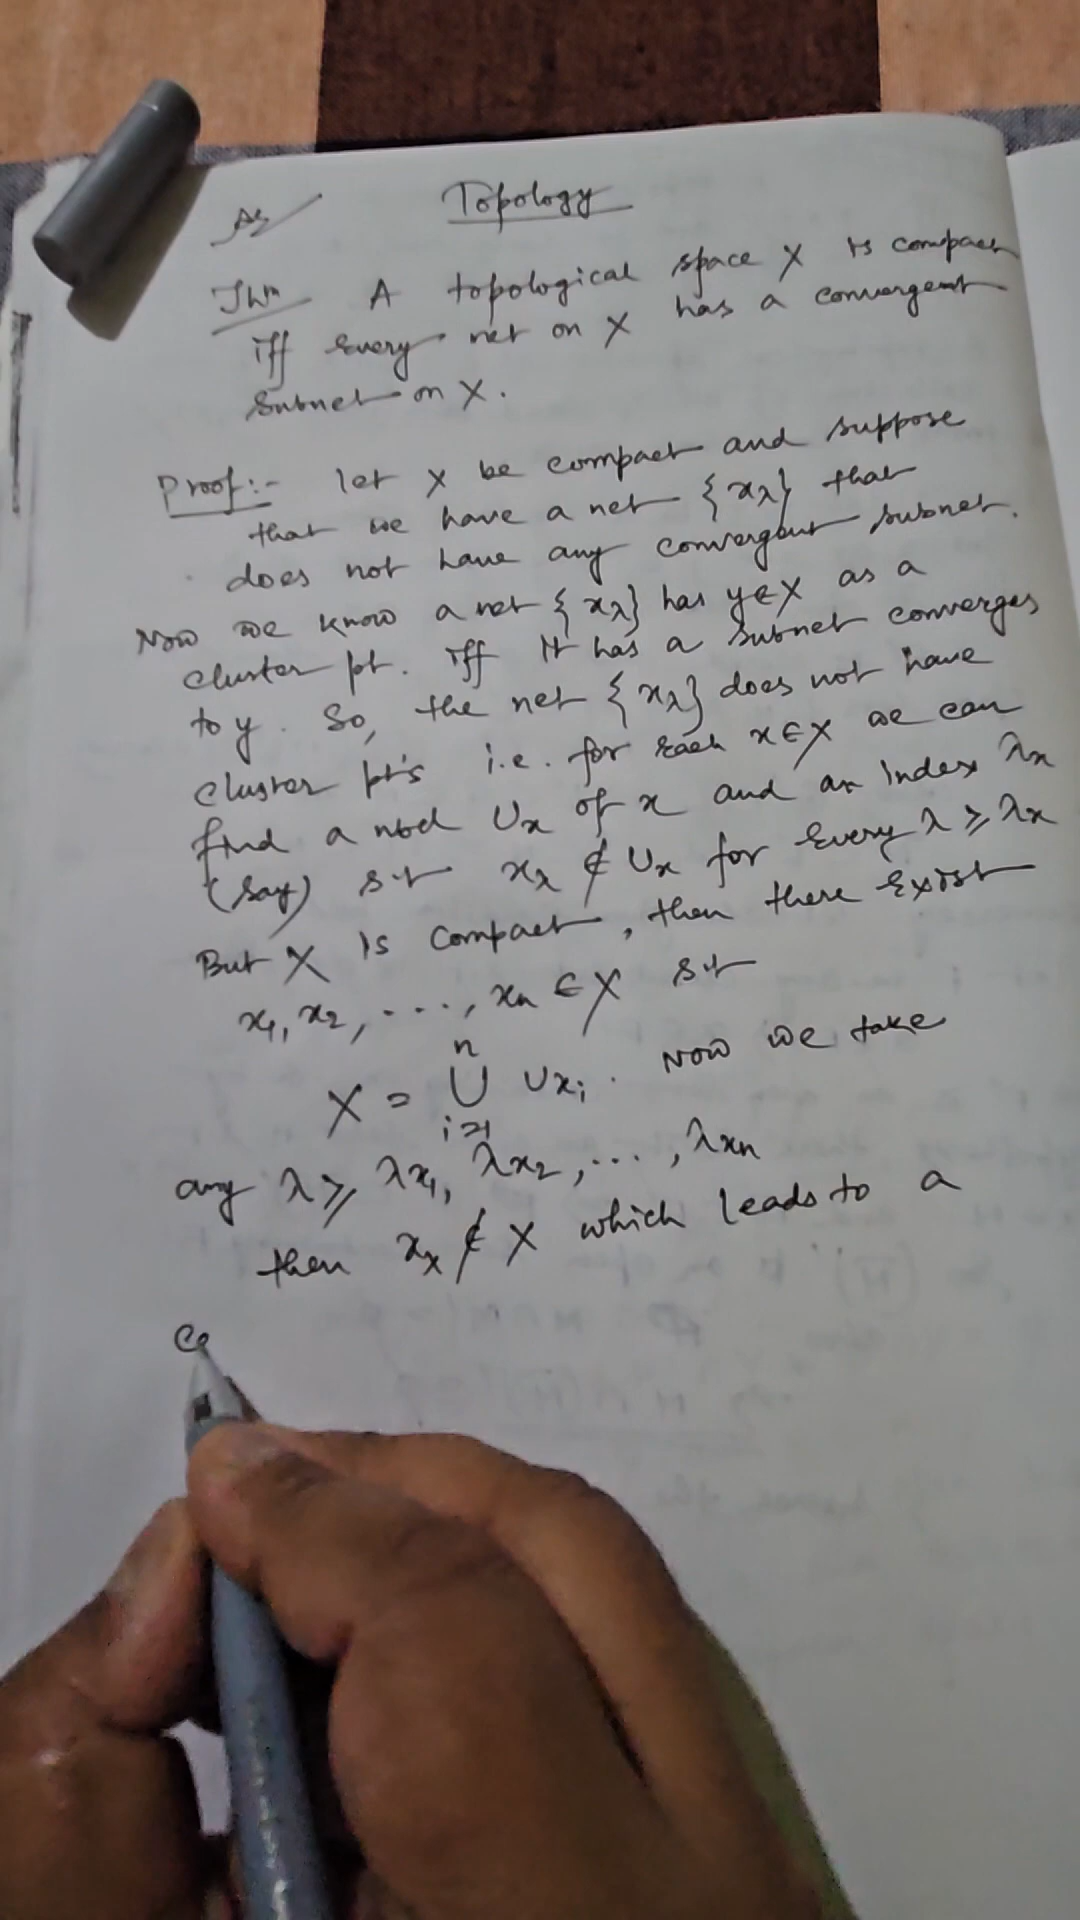 Topology
Thm A topological space X is compact
iff every net on X has a convergent
subnet on X.
Proof:- let X be compact and suppose
that we have a net {xλ} that
does not have any convergent subnet.
Now we know a net {xλ} has y∈X as a
cluster pt. iff it has a subnet converges
to y. So, the net {xλ} does not have
cluster pt's i.e. for each x∈X we can
find a nbd Ux of x and an index λx
(say) s.t xλ ∉ Ux for every λ ≥ λx
But X is compact, then there exist
x1, x2, ...., xn ∈ X s.t
n
X = ∪ Uxi. Now we take
i=1
any λ ≥ λx1, λx2, ..., λxn
then xλ ∉ X which leads to a
Co